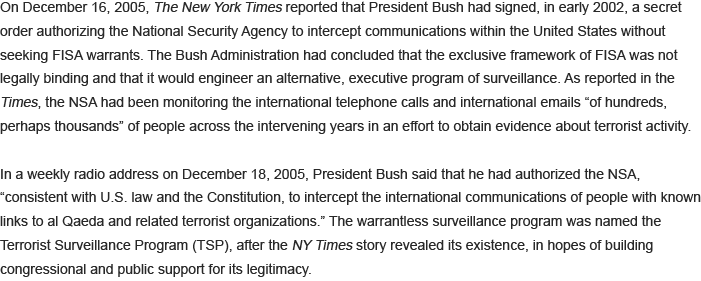 On December 16, 2005, The New York Times reported that President Bush had signed, in early 2002, a secret
order authorizing the National Security Agency to intercept communications within the United States without
seeking FISA warrants. The Bush Administration had concluded that the exclusive framework of FISA was not
legally binding and that it would engineer an alternative, executive program of surveillance. As reported in the
Times, the NSA had been monitoring the international telephone calls and international emails “of hundreds,
perhaps thousands” of people across the intervening years in an effort to obtain evidence about terrorist activity.
In a weekly radio address on December 18, 2005, President Bush said that he had authorized the NSA,
“consistent with U.S. law and the Constitution, to intercept the international communications of people with known
links to al Qaeda and related terrorist organizations.” The warrantless surveillance program was named the
Terrorist Surveillance Program (TSP), after the NY Times story revealed its existence, in hopes of building
congressional and public support for its legitimacy.